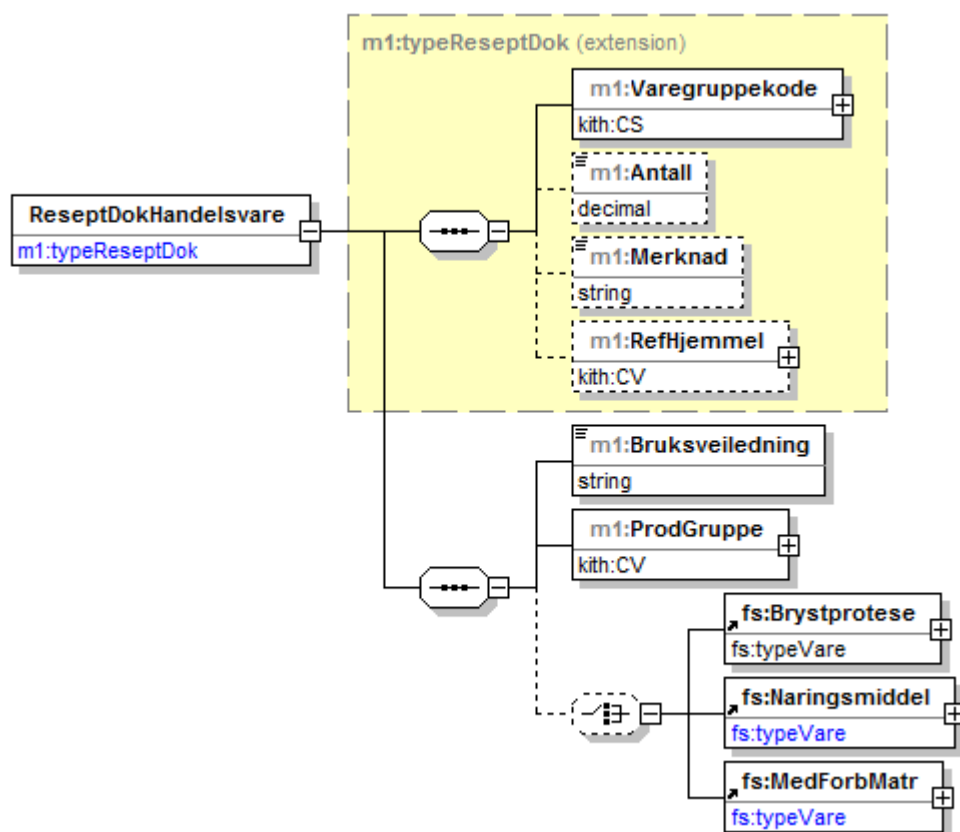 m1:typeReseptDok (extension)
m1:Varegruppekode
kith:CS
m1:Antall
decimal
ReseptDokHandelsvare
m1:typeReseptDok
m1:Merknad
string
m1:RefHjemmel
kith:CV
m1:Bruksveiledning
string
m1:ProdGruppe
kith:CV
fs:Brystprotese
fs:typeVare
fs:Naringsmiddel
fs:typeVare
fs:MedForbMatr
fs:typeVare